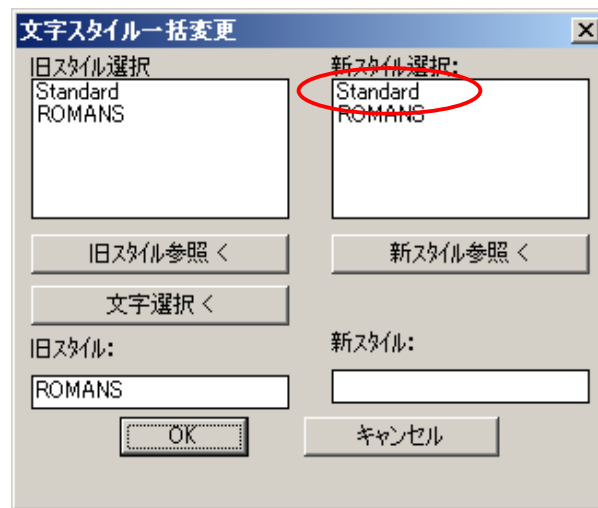 文字スタイル一括変更
旧スタイル選択
Standard
ROMANS
新スタイル選択:
Standard
ROMANS
旧スタイル参照 <
新スタイル参照 <
文字選択 <
旧スタイル:
ROMANS
新スタイル:
OK
キャンセル